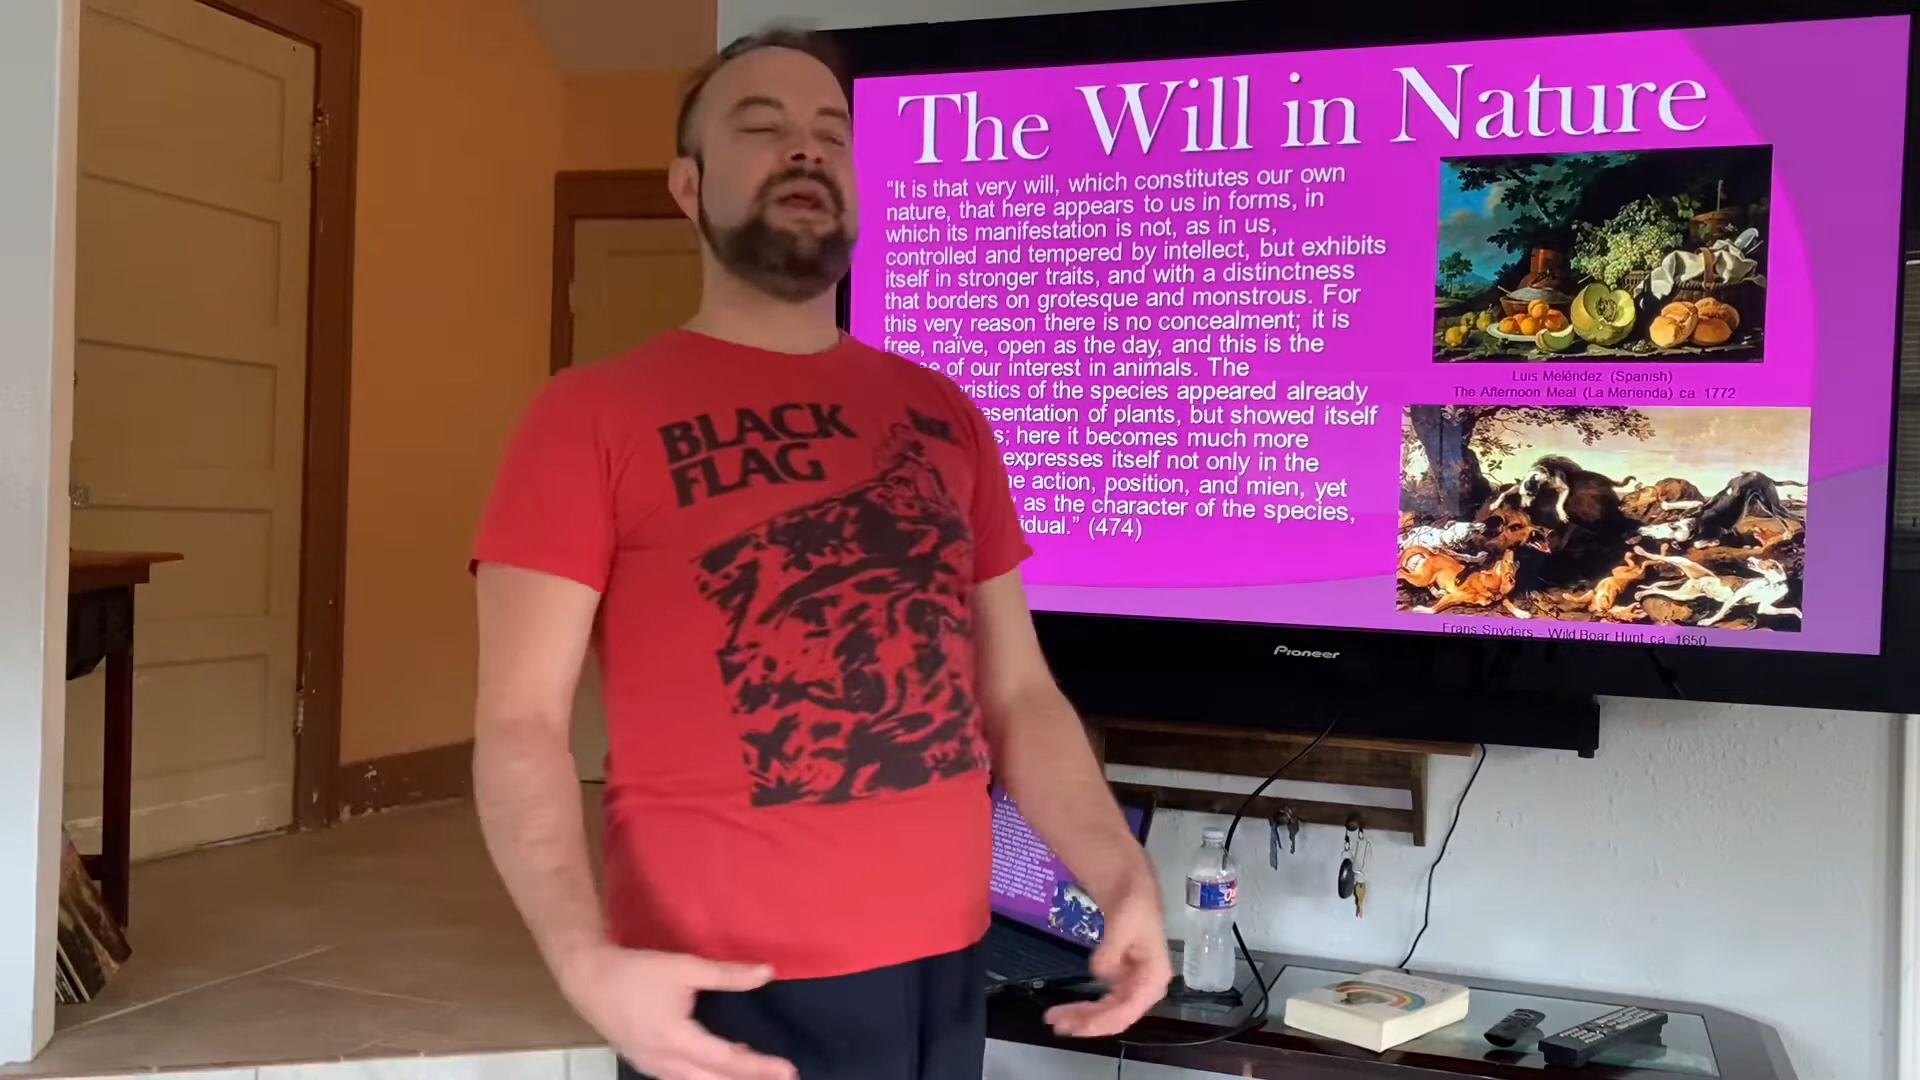 The Will in Nature
“It is that very will, which constitutes our own
nature, that here appears to us in forms, in
which its manifestation is not, as in us,
controlled and tempered by intellect, but exhibits
itself in stronger traits, and with a distinctness
that borders on grotesque and monstrous. For
this very reason there is no concealment; it is
free, naïve, open as the day, and this is the
of our interest in animals. The
of the species appeared already
of plants, but showed itself
here it becomes much more
expresses itself not only in the
action, position, and mien, yet
as the character of the species,
(474)
Luis Meléndez (Spanish)
The Afternoon Meal (La Merienda) ca 1772
Frans Snyders - Wild Boar Hunt ca 1650
Pioneer
BLACK
FLAG